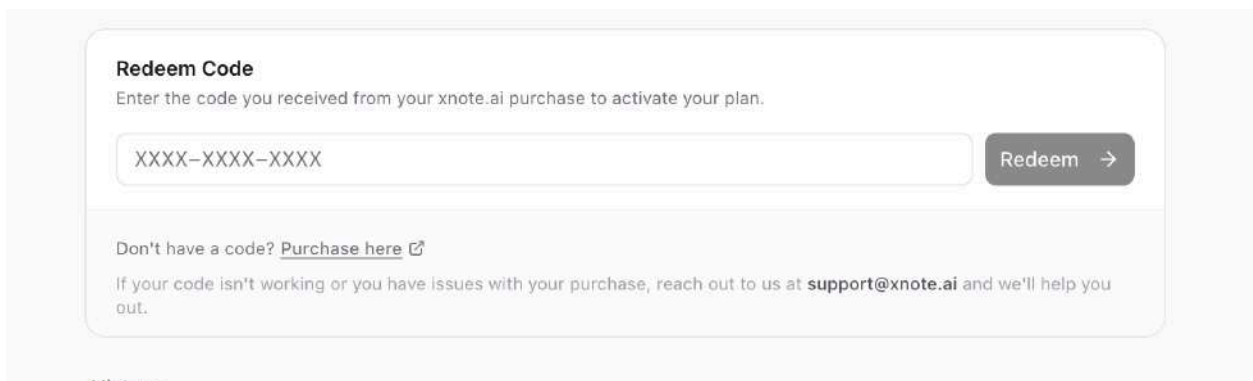 Redeem Code
Enter the code you received from your xnote.ai purchase to activate your plan.
XXXX-XXXX-XXXX
Redeem →
Don't have a code? Purchase here
If your code isn't working or you have issues with your purchase, reach out to us at support@xnote.ai and we'll help you
out.